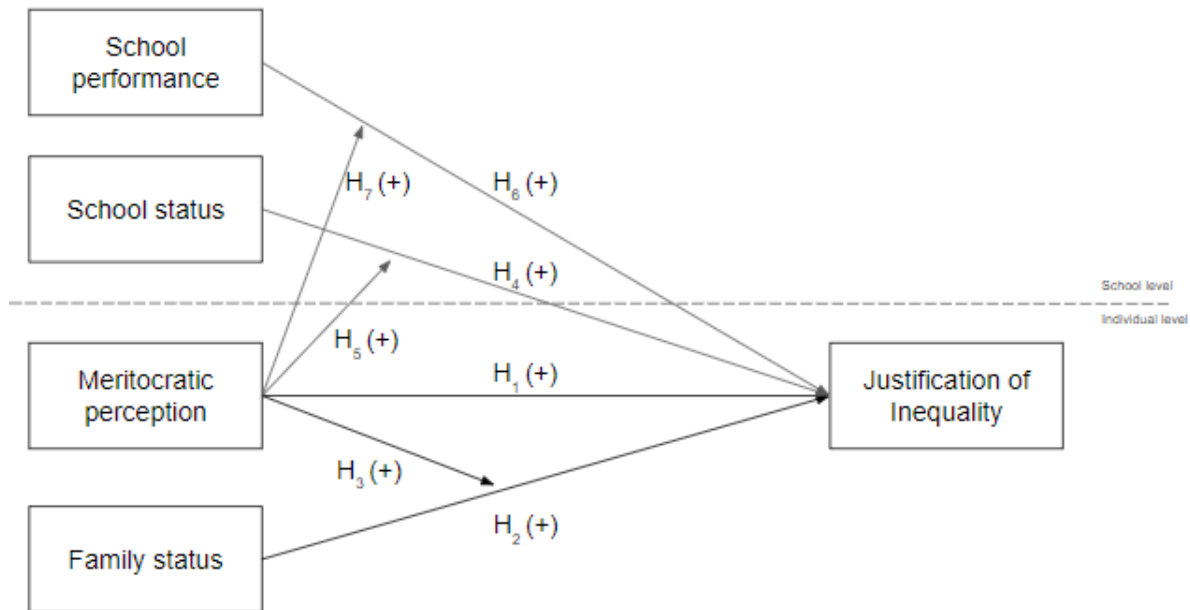 School
performance
H7 (+)
H6 (+)
School status
H4 (+)
School level
Individual level
H5 (+)
Meritocratic
perception
H1 (+)
Justification of
Inequality
H3 (+)
H2 (+)
Family status